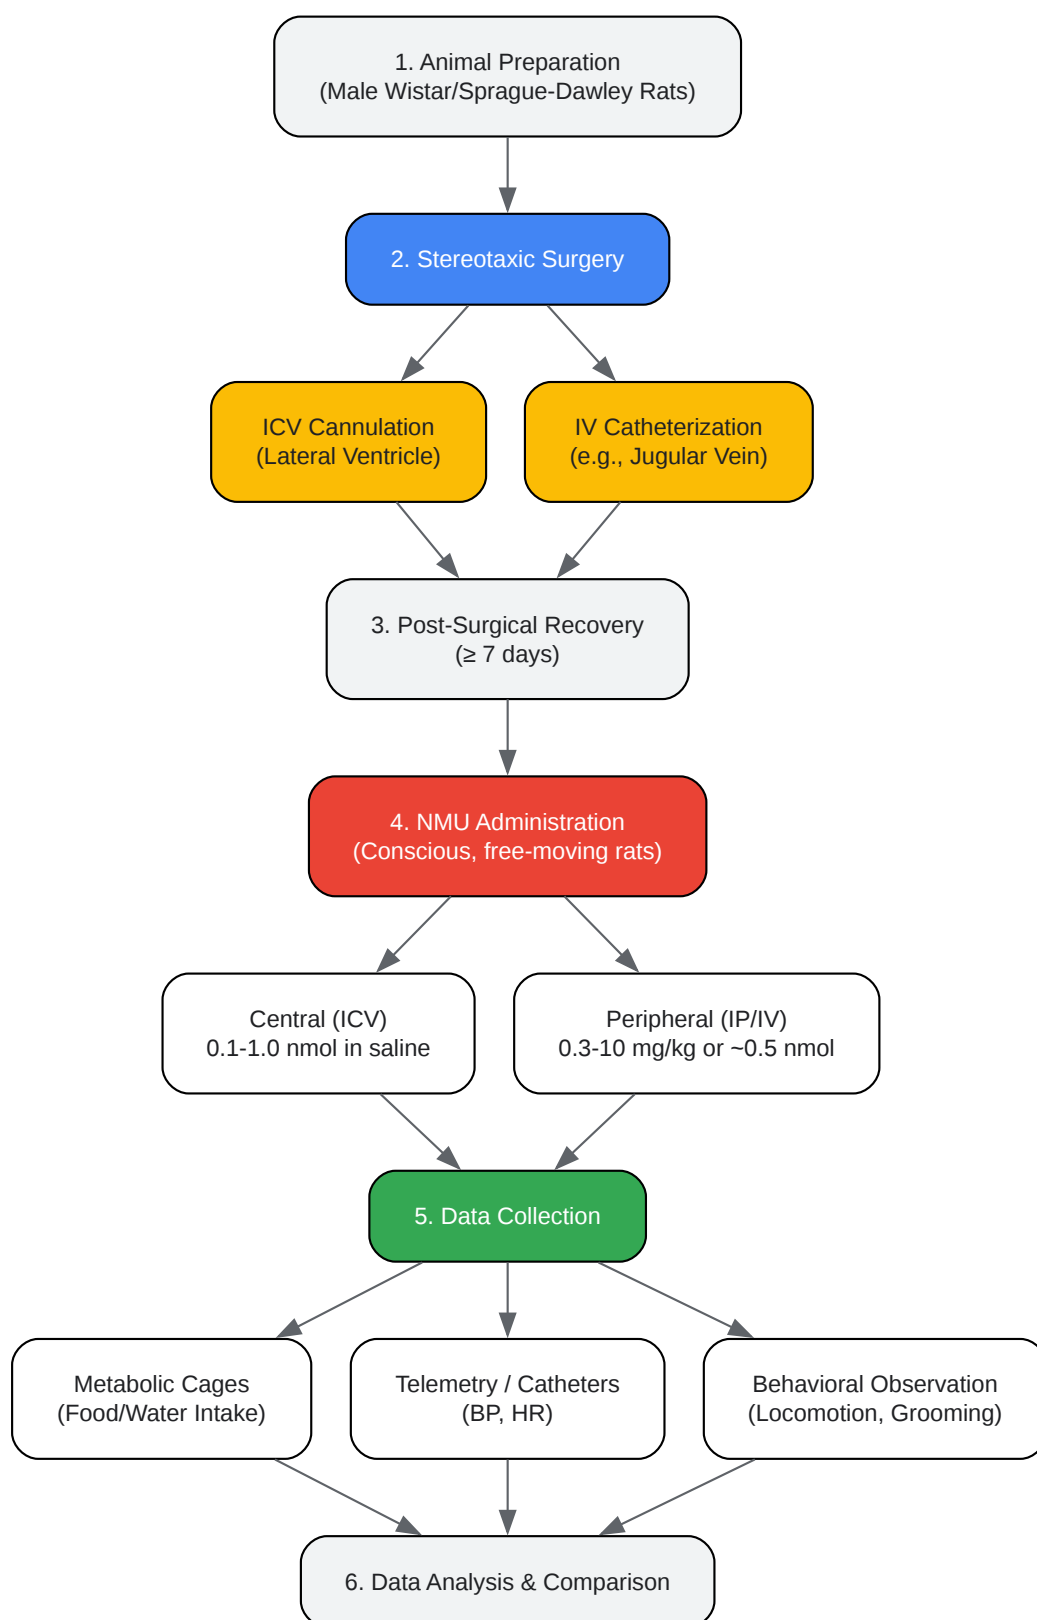 1. Animal Preparation
(Male Wistar/Sprague-Dawley Rats)
2. Stereotaxic Surgery
ICV Cannulation
(Lateral Ventricle)
IV Catheterization
(e.g., Jugular Vein)
3. Post-Surgical Recovery
(≥ 7 days)
4. NMU Administration
(Conscious, free-moving rats)
Central (ICV)
0.1-1.0 nmol in saline
Peripheral (IP/IV)
0.3-10 mg/kg or ~0.5 nmol
5. Data Collection
Metabolic Cages
(Food/Water Intake)
Telemetry / Catheters
(BP, HR)
Behavioral Observation
(Locomotion, Grooming)
6. Data Analysis & Comparison